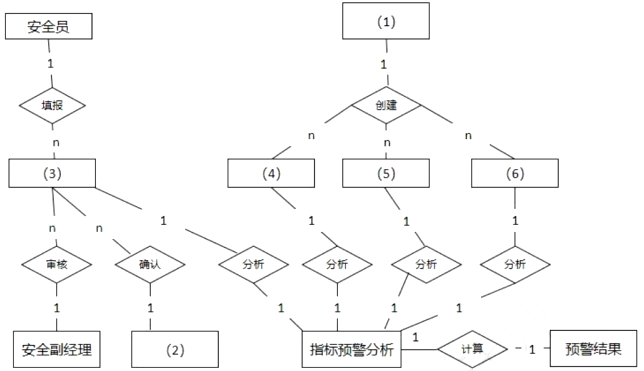 安全员
(1)
1
1
填报
创建
n
n
n
n
(3)
(4)
(5)
(6)
n
n
1
1
1
1
审核
确认
分析
分析
分析
分析
1
1
1
1
1
1
安全副经理
(2)
指标预警分析
1
计算
1
预警结果